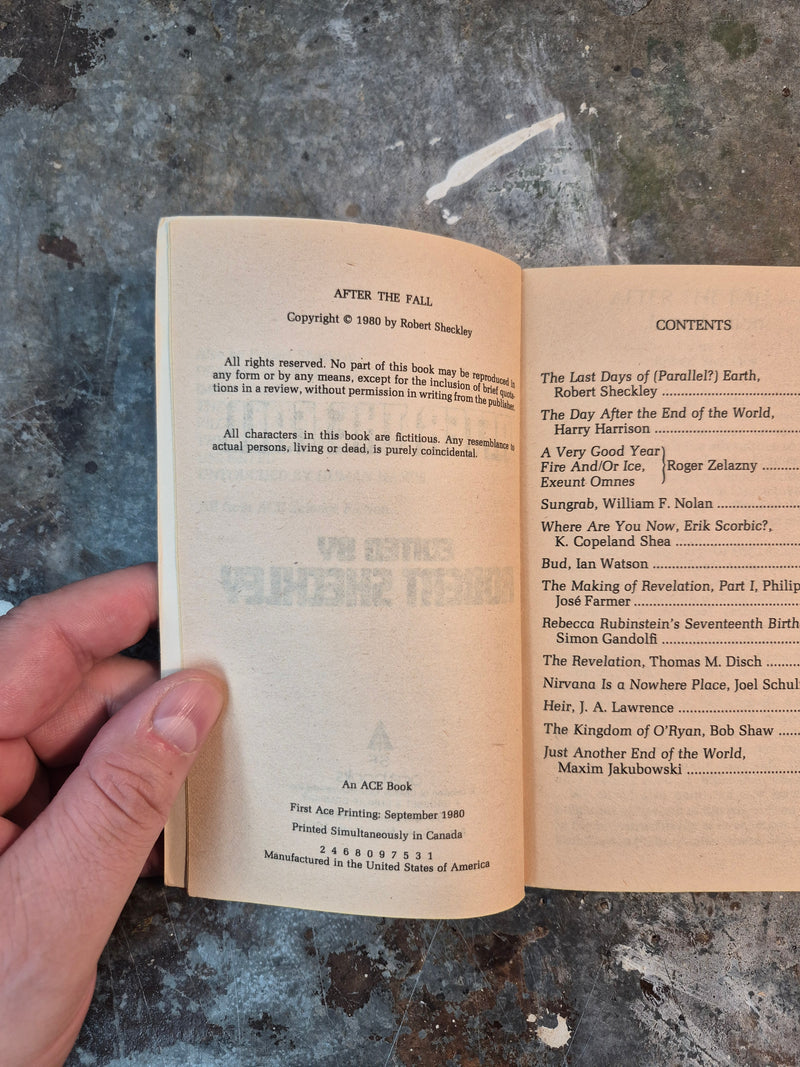 AFTER THE FALL
Copyright © 1980 by Robert Sheckley
All rights reserved. No part of this book may be reproduced in
any form or by any means, except for the inclusion of brief quota-
tions in a review, without permission in writing from the publisher.
All characters in this book are fictitious. Any resemblance to
actual persons, living or dead, is purely coincidental.
EDITED BY
ROBERT SHECKLEY
An ACE Book
First Ace Printing: September 1980
Printed Simultaneously in Canada
2 4 6 8 0 9 7 5 3 1
Manufactured in the United States of America
CONTENTS
The Last Days of (Parallel?) Earth,
Robert Sheckley
The Day After the End of the World,
Harry Harrison
A Very Good Year
Fire And/Or Ice, Roger Zelazny
Exeunt Omnes
Sungrab, William F. Nolan
Where Are You Now, Erik Scorbic?,
K. Copeland Shea
Bud, Ian Watson
The Making of Revelation, Part I, Philip
José Farmer
Rebecca Rubinstein's Seventeenth Birth
Simon Gandolfi
The Revelation, Thomas M. Disch
Nirvana Is a Nowhere Place, Joel Schul
Heir, J. A. Lawrence
The Kingdom of O'Ryan, Bob Shaw
Just Another End of the World,
Maxim Jakubowski